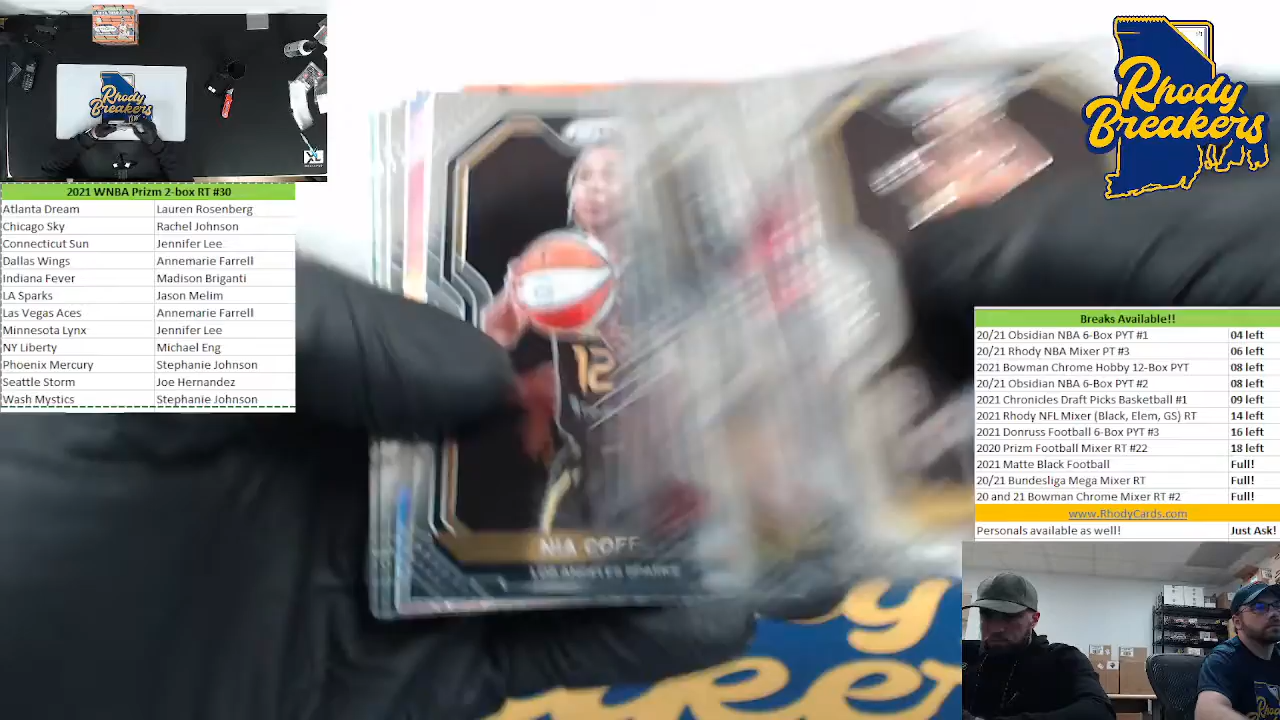 Rhody
Breakers
2021 WNBA Prizm 2-box RT #30
Atlanta Dream Lauren Rosenberg
Chicago Sky Rachel Johnson
Connecticut Sun Jennifer Lee
Dallas Wings Annemarie Farrell
Indiana Fever Madison Briganti
LA Sparks Jason Melim
Las Vegas Aces Annemarie Farrell
Minnesota Lynx Jennifer Lee
NY Liberty Michael Eng
Phoenix Mercury Stephanie Johnson
Seattle Storm Joe Hernandez
Wash Mystics Stephanie Johnson
12
NIA COFF
LOS ANGELES SPARKS
Rhody
Breakers
Breaks Available!!
20/21 Obsidian NBA 6-Box PYT #1 04 left
20/21 Rhody NBA Mixer PT #3 06 left
2021 Bowman Chrome Hobby 12-Box PYT 08 left
20/21 Obsidian NBA 6-Box PYT #2 08 left
2021 Chronicles Draft Picks Basketball #1 09 left
2021 Rhody NFL Mixer (Black, Elem, GS) RT 14 left
2021 Donruss Football 6-Box PYT #3 16 left
2020 Prizm Football Mixer RT #22 18 left
2021 Matte Black Football Full!
20/21 Bundesliga Mega Mixer RT Full!
20 and 21 Bowman Chrome Mixer RT #2 Full!
www.RhodyCards.com
Personals available as well! Just Ask!